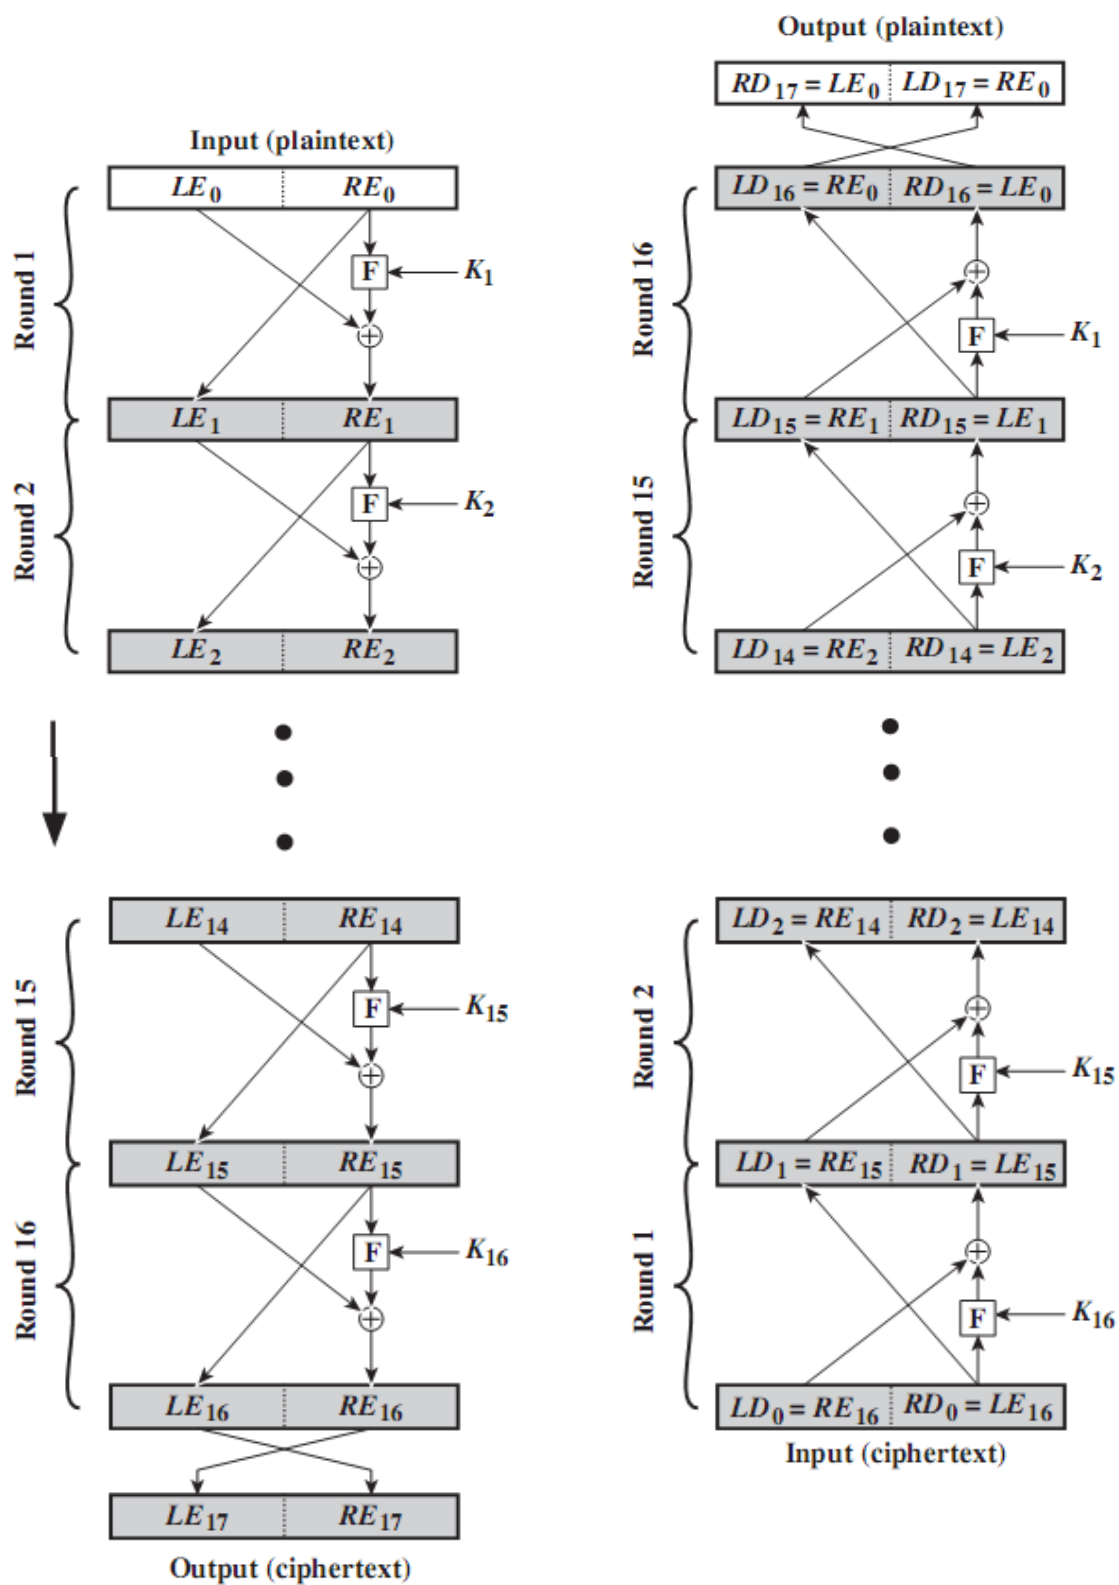 Input (plaintext)
LE0 RE0
Round 1
F K1
LE1 RE1
Round 2
F K2
LE2 RE2
LE14 RE14
Round 15
F K15
LE15 RE15
Round 16
F K16
LE16 RE16
LE17 RE17
Output (ciphertext)
Output (plaintext)
RD17 = LE0 LD17 = RE0
LD16 = RE0 RD16 = LE0
Round 16
F K1
LD15 = RE1 RD15 = LE1
Round 15
F K2
LD14 = RE2 RD14 = LE2
LD2 = RE14 RD2 = LE14
Round 2
F K15
LD1 = RE15 RD1 = LE15
Round 1
F K16
LD0 = RE16 RD0 = LE16
Input (ciphertext)